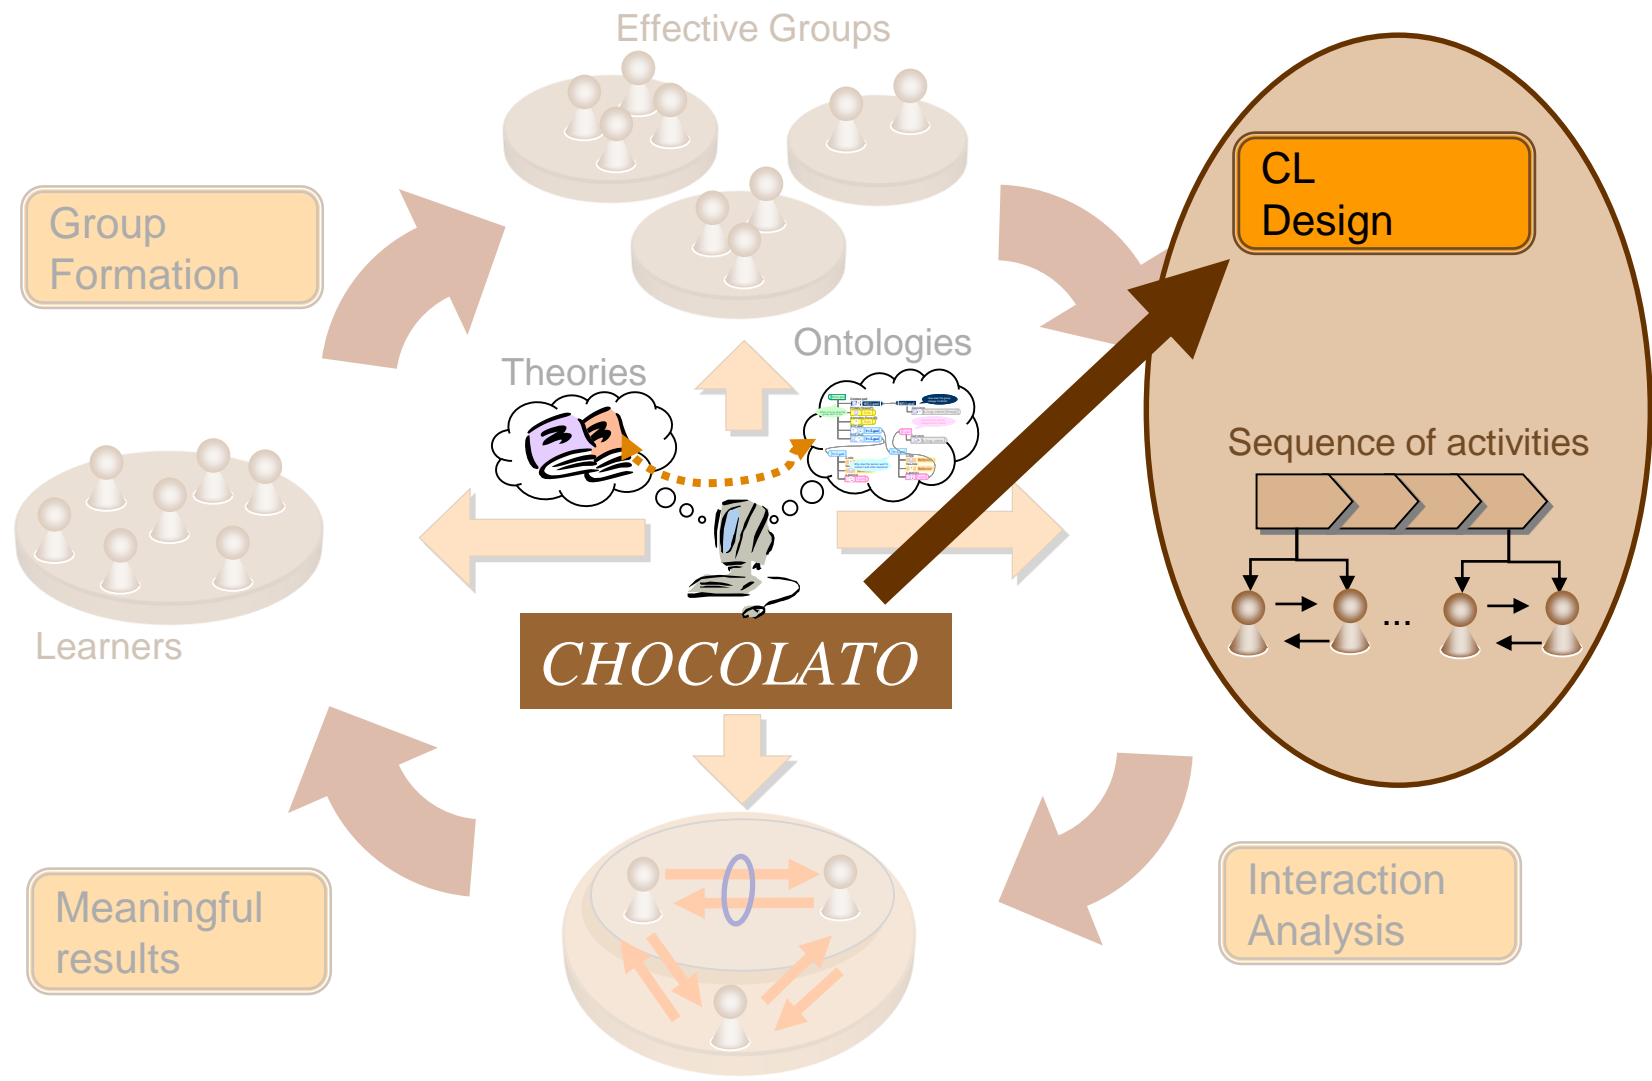 Effective Groups
CL
Design
Group
Formation
Ontologies
Theories
Sequence of activities
...
Learners
CHOCOLATO
Meaningful
results
Interaction
Analysis